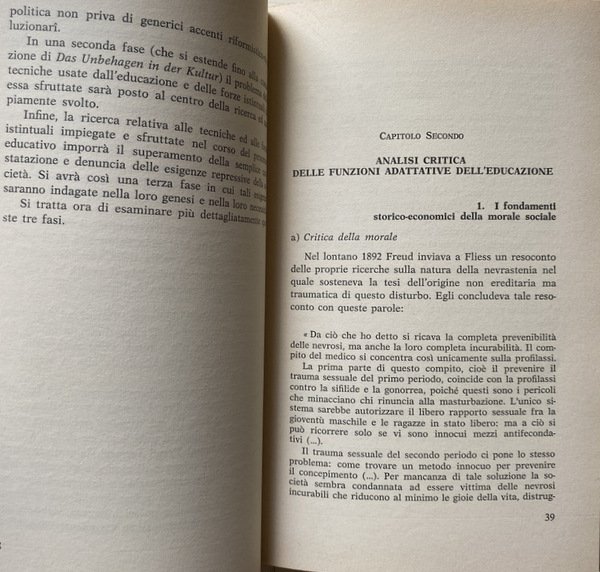 politica non priva di generici accenti riformistici
luzionarî.
In una seconda fase (che si estende fino alla
zione di Das Unbehagen in der Kultur) il problema
tecniche usate dall'educazione e delle forze istintuali
essa sfruttate sarà posto al centro della ricerca ed
piamente svolto.
Infine, la ricerca relativa alle tecniche ed alle
istintuali impiegate e sfruttate nel corso del
educativo imporrà il superamento della semplice
statazione e denuncia delle esigenze repressive della
cietà. Si avrà così una terza fase in cui tali
saranno indagate nella loro genesi e nella loro
Si tratta ora di esaminare più dettagliatamente
ste tre fasi.
CAPITOLO SECONDO
ANALISI CRITICA
DELLE FUNZIONI ADATTATIVE DELL'EDUCAZIONE
1. I fondamenti
storico-economici della morale sociale
a) Critica della morale
Nel lontano 1892 Freud inviava a Fliess un resoconto
delle proprie ricerche sulla natura della nevrastenia nel
quale sosteneva la tesi dell'origine non ereditaria ma
traumatica di questo disturbo. Egli concludeva tale reso-
conto con queste parole:
« Da ciò che ho detto si ricava la completa prevenibilità
delle nevrosi, ma anche la loro completa incurabilità. Il com-
pito del medico si concentra così unicamente sulla profilassi.
La prima parte di questo compito, cioè il prevenire il
trauma sessuale del primo periodo, coincide con la profilassi
contro la sifilide e la gonorrea, poiché questi sono i pericoli
che minacciano chi rinuncia alla masturbazione. L'unico si-
stema sarebbe autorizzare il libero rapporto sessuale fra la
gioventù maschile e le ragazze in stato libero: ma a ciò si
può ricorrere solo se vi sono innocui mezzi antifeconda-
tivi (...).
Il trauma sessuale del secondo periodo ci pone lo stesso
problema: come trovare un metodo innocuo per prevenire
il concepimento (...). Per mancanza di tale soluzione la so-
cietà sembra condannata ad essere vittima delle nevrosi
incurabili che riducono al minimo le gioie della vita, distrug-
39